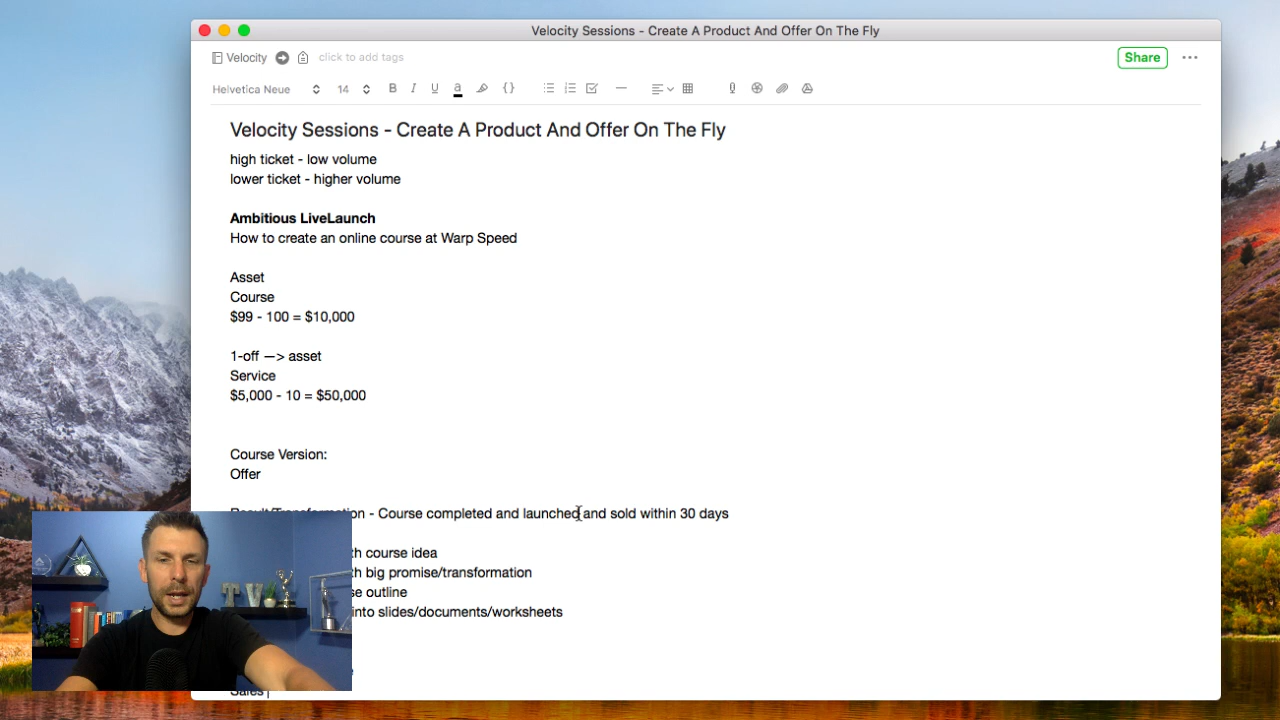 Velocity Sessions - Create A Product And Offer On The Fly
Velocity click to add tags Share
Helvetica Neue 14 B I U a {}
Velocity Sessions - Create A Product And Offer On The Fly
high ticket - low volume
lower ticket - higher volume
Ambitious LiveLaunch
How to create an online course at Warp Speed
Asset
Course
$99 - 100 = $10,000
1-off —> asset
Service
$5,000 - 10 = $50,000
Course Version:
Offer
Result/Transformation - Course completed and launched and sold within 30 days
course idea
big promise/transformation
outline
into slides/documents/worksheets
Sales
T V